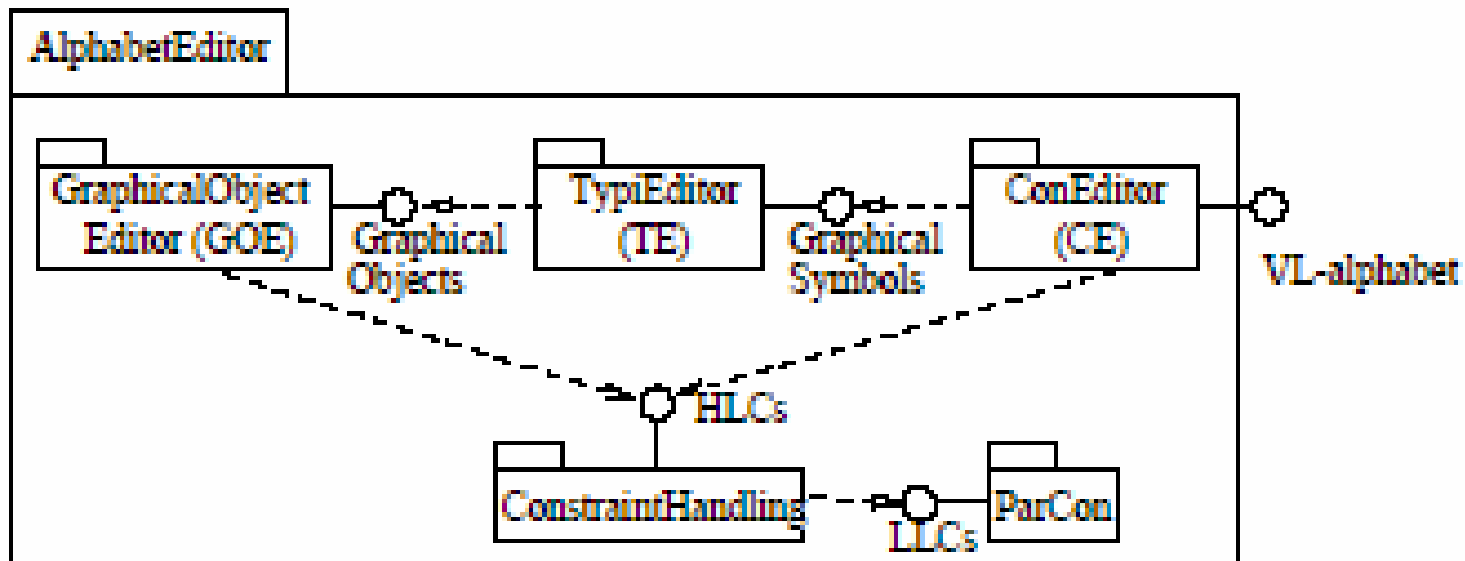 AlphabetEditor
GraphicalObject
Editor (GOE)
Graphical
Objects
TypiEditor
(TE)
Graphical
Symbols
ConEditor
(CE)
VL-alphabet
HLCs
ConstraintHandling
LLCs
ParCon